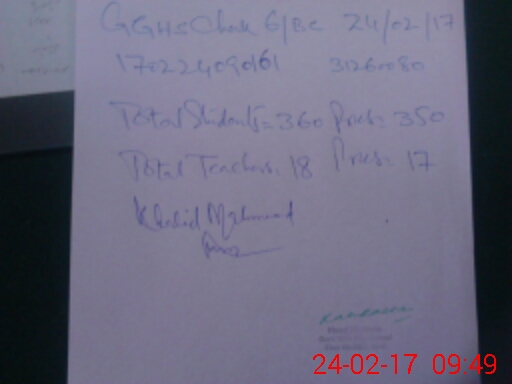 GGHS Chak 6/BC 24/02/17
170224090161 31260080
Total Students = 360 Pres = 350
Total Teachers = 18 Pres = 17
Khalid Mahmood
24-02-17 09:49